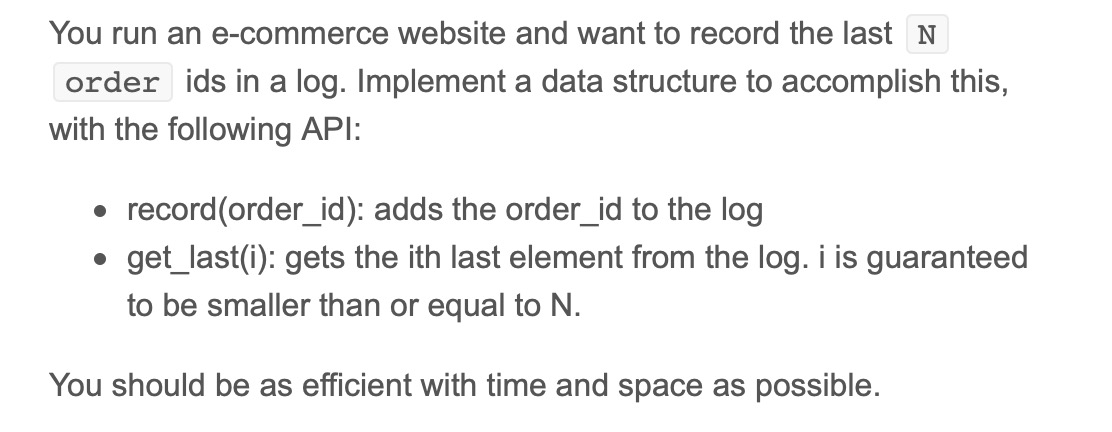 You run an e-commerce website and want to record the last N
order ids in a log. Implement a data structure to accomplish this,
with the following API:
• record(order_id): adds the order_id to the log
• get_last(i): gets the ith last element from the log. i is guaranteed
to be smaller than or equal to N.
You should be as efficient with time and space as possible.